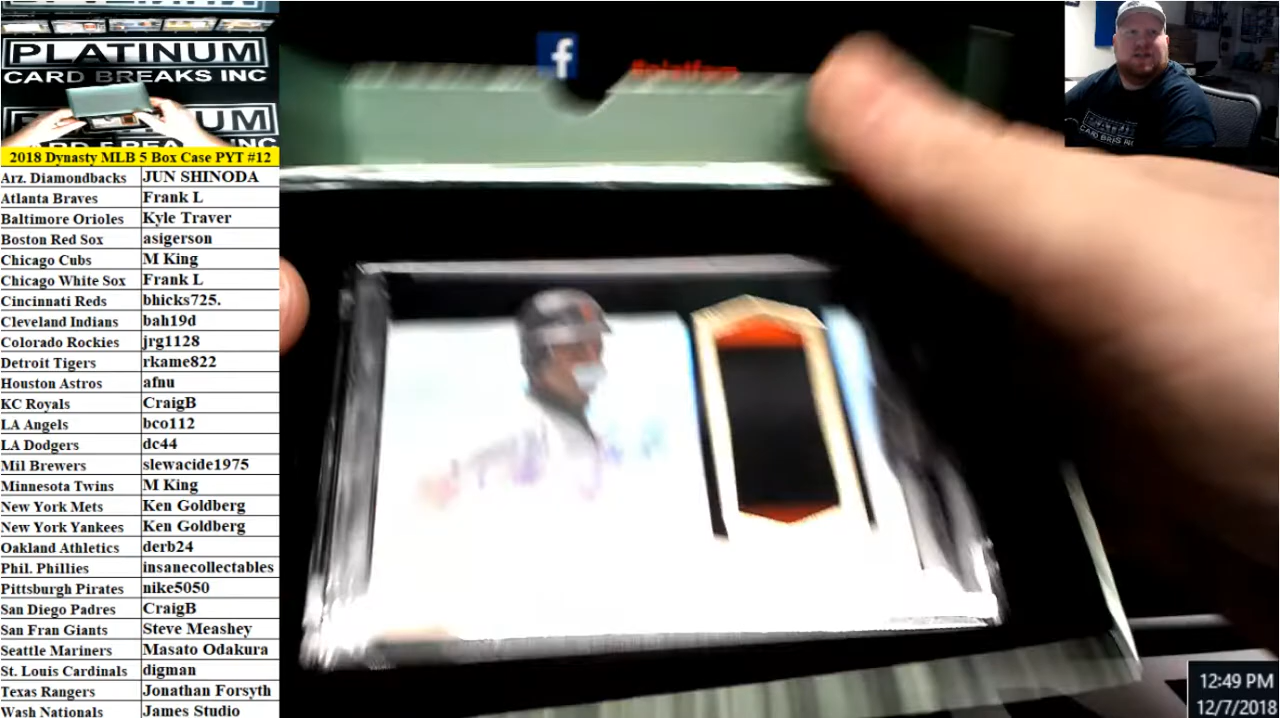 PLATINUM
CARD BREAKS INC
2018 Dynasty MLB 5 Box Case PYT #12
Arz. Diamondbacks JUN SHINODA
Atlanta Braves Frank L
Baltimore Orioles Kyle Traver
Boston Red Sox asigerson
Chicago Cubs M King
Chicago White Sox Frank L
Cincinnati Reds bhicks725.
Cleveland Indians bah19d
Colorado Rockies jrg1128
Detroit Tigers rkame822
Houston Astros afnu
KC Royals CraigB
LA Angels bco112
LA Dodgers dc44
Mil Brewers slewacide1975
Minnesota Twins M King
New York Mets Ken Goldberg
New York Yankees Ken Goldberg
Oakland Athletics derb24
Phil. Phillies insanecollectables
Pittsburgh Pirates nike5050
San Diego Padres CraigB
San Fran Giants Steve Meashey
Seattle Mariners Masato Odakura
St. Louis Cardinals digman
Texas Rangers Jonathan Forsyth
Wash Nationals James Studio
f
#platfam
12:49 PM
12/7/2018